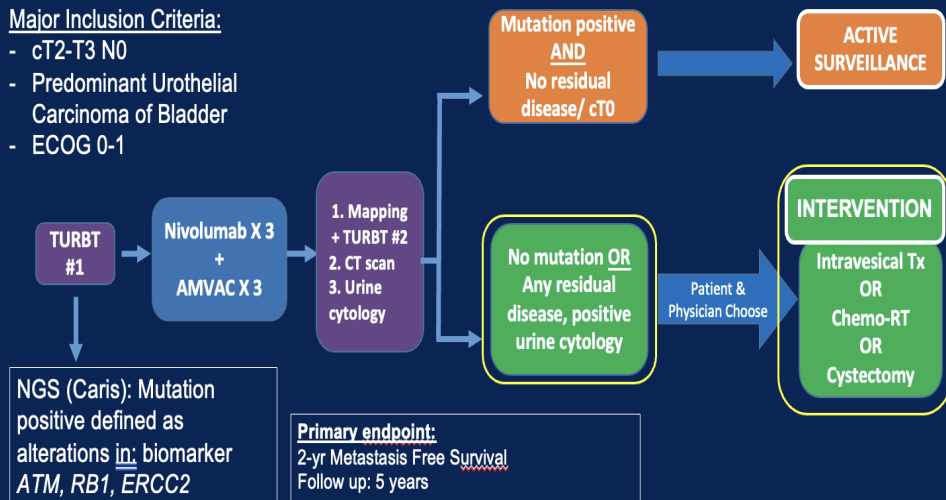 Major Inclusion Criteria:
- cT2-T3 N0
- Predominant Urothelial
Carcinoma of Bladder
- ECOG 0-1
TURBT
#1
Nivolumab X 3
+
AMVAC X 3
1. Mapping
+ TURBT #2
2. CT scan
3. Urine
cytology
Mutation positive
AND
No residual
disease/ cT0
ACTIVE
SURVEILLANCE
No mutation OR
Any residual
disease, positive
urine cytology
Patient &
Physician Choose
INTERVENTION
Intravesical Tx
OR
Chemo-RT
OR
Cystectomy
NGS (Caris): Mutation
positive defined as
alterations in: biomarker
ATM, RB1, ERCC2
Primary endpoint:
2-yr Metastasis Free Survival
Follow up: 5 years